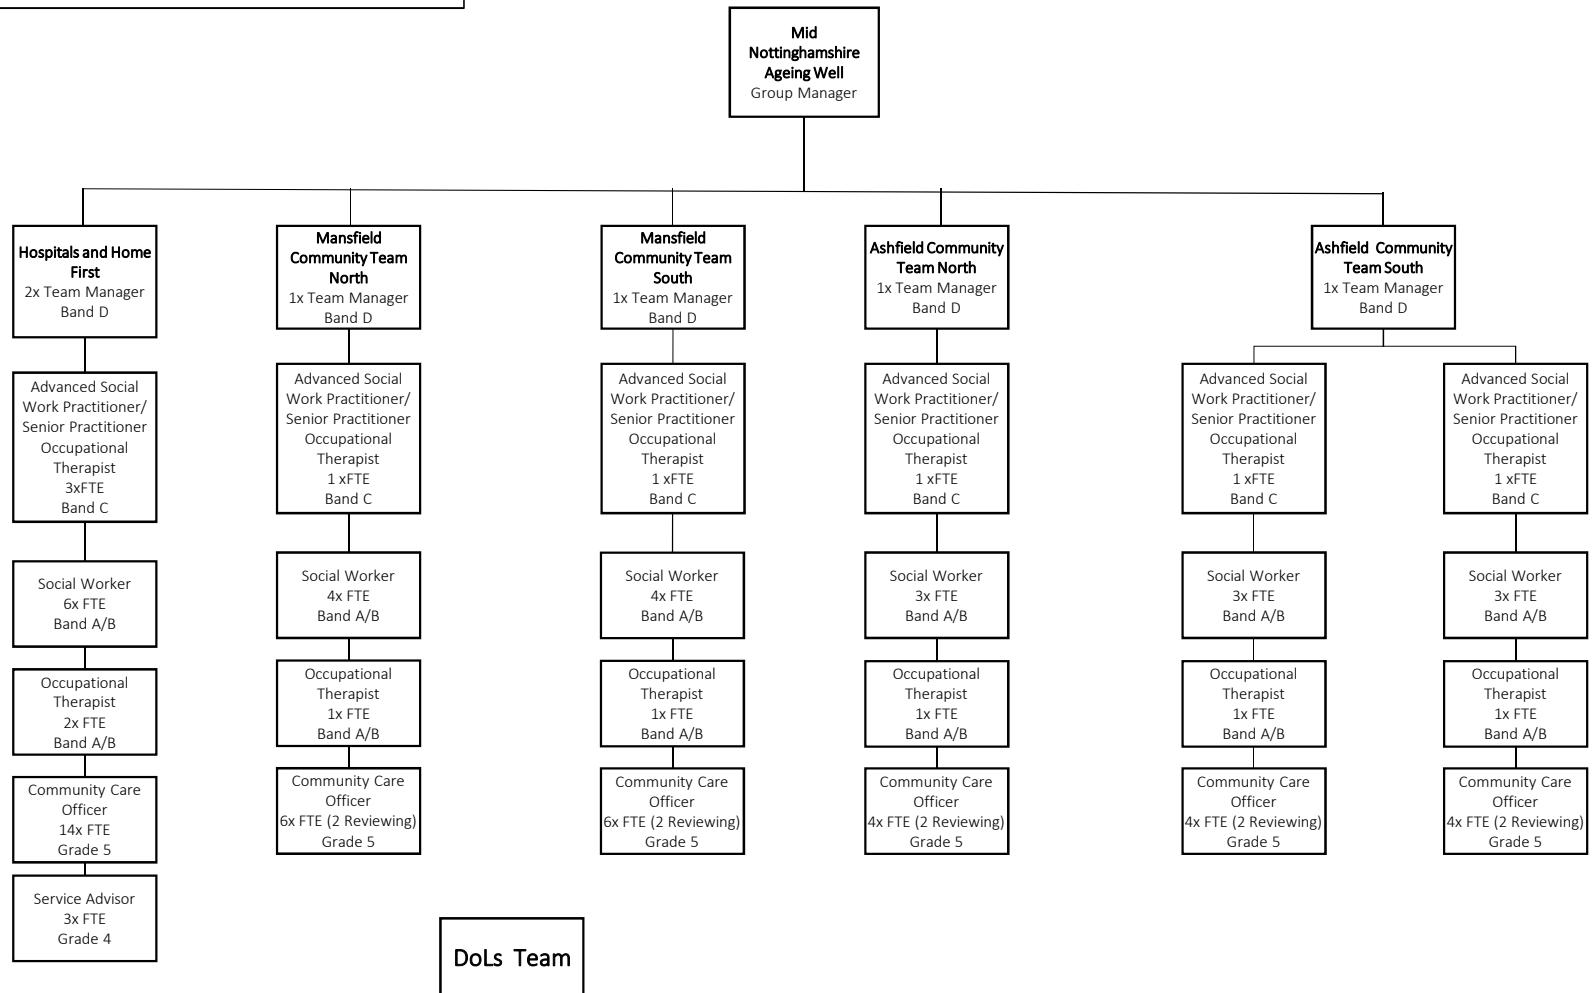 Mid
Nottinghamshire
Ageing Well
Group Manager
Hospitals and Home
First
2x Team Manager
Band D
Mansfield
Community Team
North
1x Team Manager
Band D
Mansfield
Community Team
South
1x Team Manager
Band D
Ashfield Community
Team North
1x Team Manager
Band D
Ashfield Community
Team South
1x Team Manager
Band D
Advanced Social
Work Practitioner/
Senior Practitioner
Occupational
Therapist
3xFTE
Band C
Advanced Social
Work Practitioner/
Senior Practitioner
Occupational
Therapist
1 xFTE
Band C
Advanced Social
Work Practitioner/
Senior Practitioner
Occupational
Therapist
1 xFTE
Band C
Advanced Social
Work Practitioner/
Senior Practitioner
Occupational
Therapist
1 xFTE
Band C
Advanced Social
Work Practitioner/
Senior Practitioner
Occupational
Therapist
1 xFTE
Band C
Advanced Social
Work Practitioner/
Senior Practitioner
Occupational
Therapist
1 xFTE
Band C
Social Worker
6x FTE
Band A/B
Social Worker
4x FTE
Band A/B
Social Worker
4x FTE
Band A/B
Social Worker
3x FTE
Band A/B
Social Worker
3x FTE
Band A/B
Social Worker
3x FTE
Band A/B
Occupational
Therapist
2x FTE
Band A/B
Occupational
Therapist
1x FTE
Band A/B
Occupational
Therapist
1x FTE
Band A/B
Occupational
Therapist
1x FTE
Band A/B
Occupational
Therapist
1x FTE
Band A/B
Occupational
Therapist
1x FTE
Band A/B
Community Care
Officer
14x FTE
Grade 5
Community Care
Officer
6x FTE (2 Reviewing)
Grade 5
Community Care
Officer
6x FTE (2 Reviewing)
Grade 5
Community Care
Officer
4x FTE (2 Reviewing)
Grade 5
Community Care
Officer
4x FTE (2 Reviewing)
Grade 5
Community Care
Officer
4x FTE (2 Reviewing)
Grade 5
Service Advisor
3x FTE
Grade 4
DoLs Team